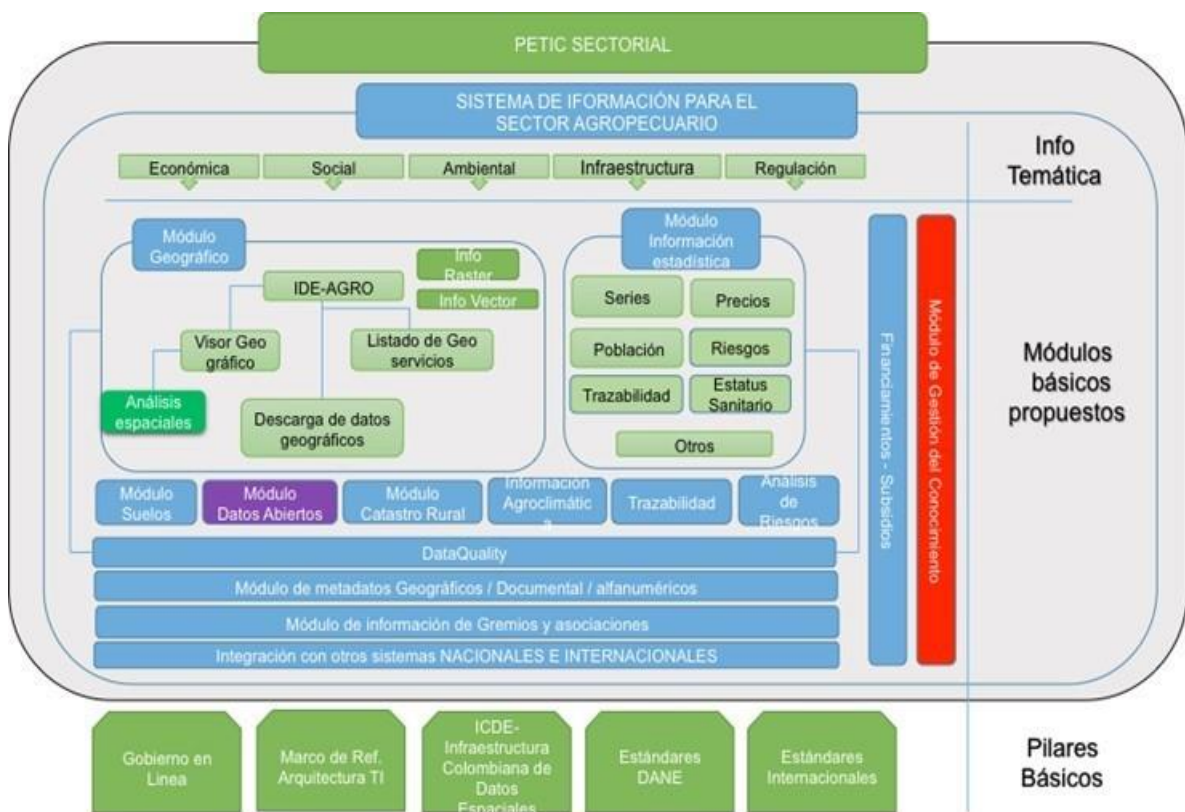 PETIC SECTORIAL
SISTEMA DE IFORMACIÓN PARA EL
SECTOR AGROPECUARIO
Económica
Social
Ambiental
Infraestructura
Regulación
Info
Temática
Módulo
Geográfico
Info
Raster
Info Vector
IDE-AGRO
Visor Geo
gráfico
Listado de Geo
servicios
Análisis
espaciales
Descarga de datos
geográficos
Módulo
Información
estadística
Series
Precios
Población
Riesgos
Trazabilidad
Estatus
Sanitario
Otros
Financiamientos - Subsidios
Módulo de Gestión del Conocimiento
Módulos
básicos
propuestos
Módulo
Suelos
Módulo
Datos Abiertos
Módulo
Catastro Rural
Información
Agroclimátic
a
Trazabilidad
Análisis
de
Riesgos
DataQuality
Módulo de metadatos Geográficos / Documental / alfanuméricos
Módulo de información de Gremios y asociaciones
Integración con otros sistemas NACIONALES E INTERNACIONALES
Gobierno en
Linea
Marco de Ref.
Arquitectura TI
ICDE-
Infraestructura
Colombiana de
Datos
Espaciales
Estándares
DANE
Estándares
Internacionales
Pilares
Básicos